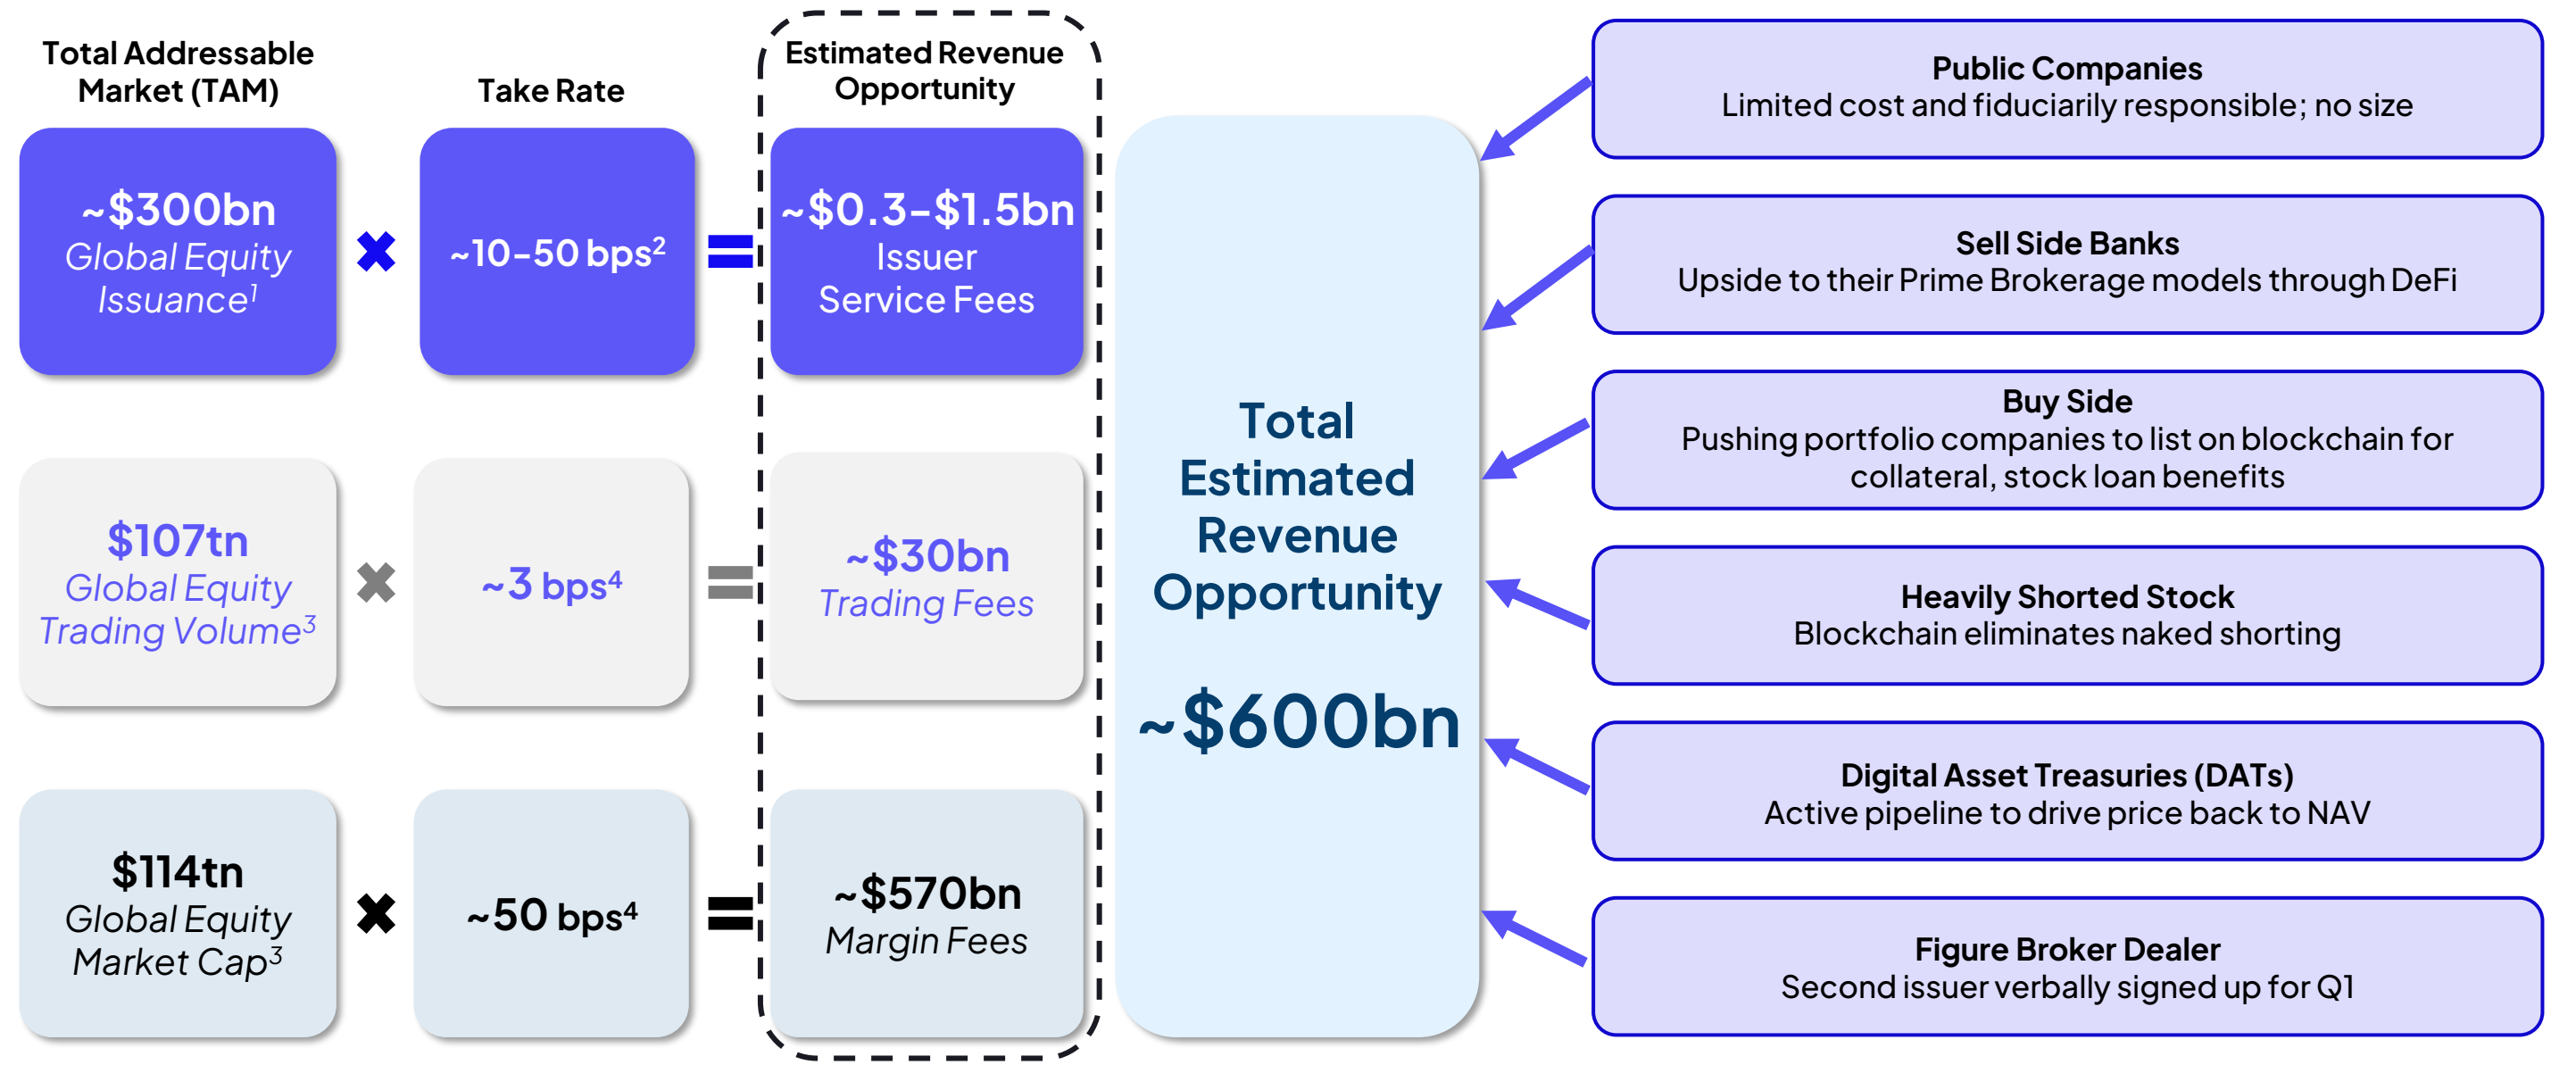 Total Addressable
Market (TAM)
Take Rate
Estimated Revenue
Opportunity
~$300bn
Global Equity
Issuance¹
~10-50 bps²
~$0.3-$1.5bn
Issuer
Service Fees
$107tn
Global Equity
Trading Volume³
~3 bps⁴
~$30bn
Trading Fees
$114tn
Global Equity
Market Cap³
~50 bps⁴
~$570bn
Margin Fees
Total
Estimated
Revenue
Opportunity
~$600bn
Public Companies
Limited cost and fiduciarily responsible; no size
Sell Side Banks
Upside to their Prime Brokerage models through DeFi
Buy Side
Pushing portfolio companies to list on blockchain for
collateral, stock loan benefits
Heavily Shorted Stock
Blockchain eliminates naked shorting
Digital Asset Treasuries (DATs)
Active pipeline to drive price back to NAV
Figure Broker Dealer
Second issuer verbally signed up for Q1